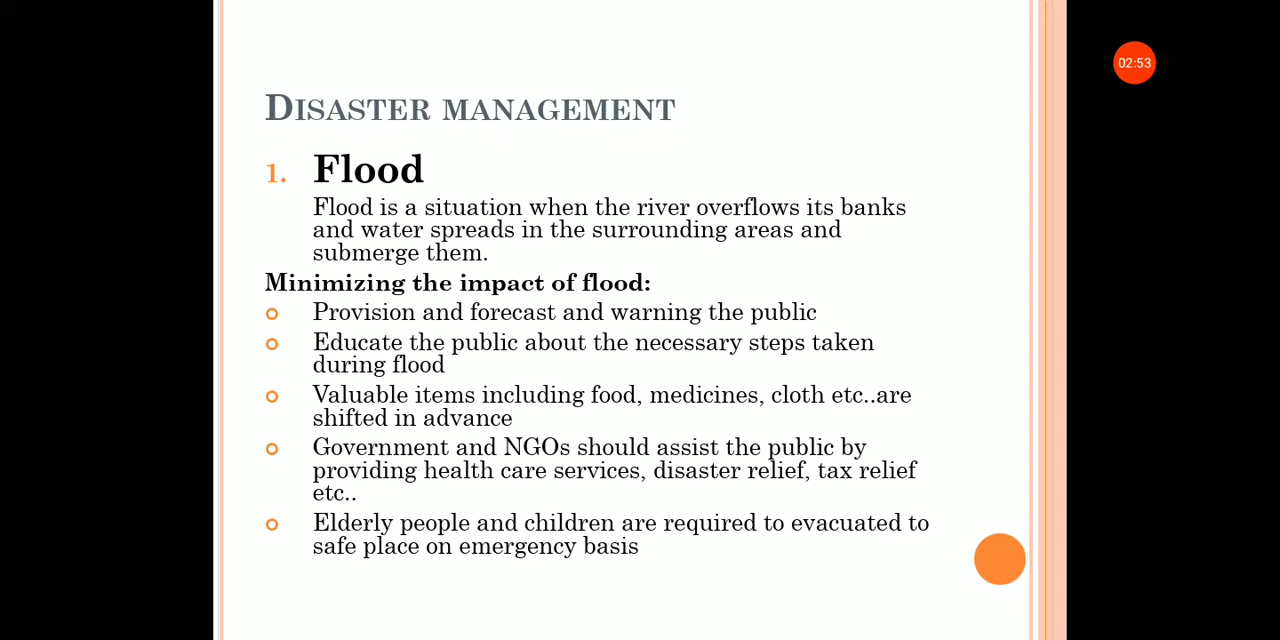 02:53
DISASTER MANAGEMENT
1. Flood
Flood is a situation when the river overflows its banks
and water spreads in the surrounding areas and
submerge them.
Minimizing the impact of flood:
Provision and forecast and warning the public
Educate the public about the necessary steps taken
during flood
Valuable items including food, medicines, cloth etc..are
shifted in advance
Government and NGOs should assist the public by
providing health care services, disaster relief, tax relief
etc..
Elderly people and children are required to evacuated to
safe place on emergency basis